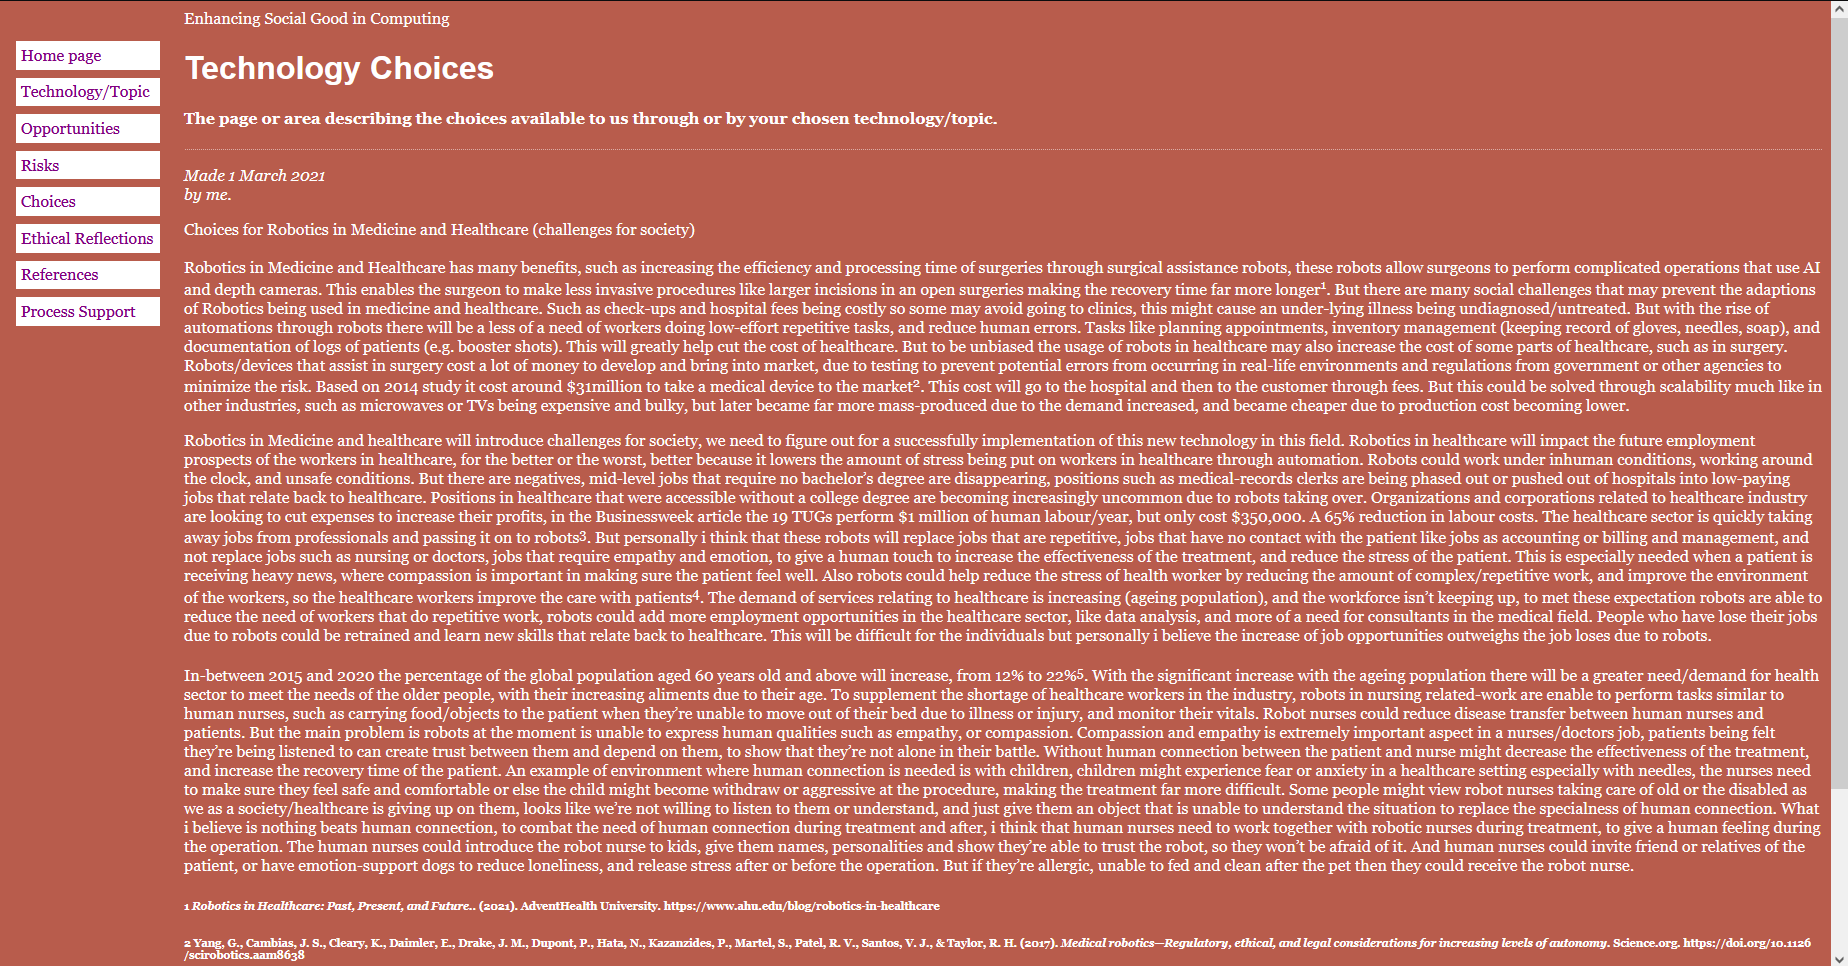 Enhancing Social Good in Computing
Home page
Technology/Topic
Opportunities
Risks
Choices
Ethical Reflections
References
Process Support
Technology Choices
The page or area describing the choices available to us through or by your chosen technology/topic.
Made 1 March 2021
by me.
Choices for Robotics in Medicine and Healthcare (challenges for society)
Robotics in Medicine and Healthcare has many benefits, such as increasing the efficiency and processing time of surgeries through surgical assistance robots, these robots allow surgeons to perform complicated operations that use AI
and depth cameras. This enables the surgeon to make less invasive procedures like larger incisions in an open surgeries making the recovery time far more longer¹. But there are many social challenges that may prevent the adaptions
of Robotics being used in medicine and healthcare. Such as check-ups and hospital fees being costly so some may avoid going to clinics, this might cause an under-lying illness being undiagnosed/untreated. But with the rise of
automations through robots there will be a less of a need of workers doing low-effort repetitive tasks, and reduce human errors. Tasks like planning appointments, inventory management (keeping record of gloves, needles, soap), and
documentation of logs of patients (e.g. booster shots). This will greatly help cut the cost of healthcare. But to be unbiased the usage of robots in healthcare may also increase the cost of some parts of healthcare, such as in surgery.
Robots/devices that assist in surgery cost a lot of money to develop and bring into market, due to testing to prevent potential errors from occurring in real-life environments and regulations from government or other agencies to
minimize the risk. Based on 2014 study it cost around $31million to take a medical device to the market². This cost will go to the hospital and then to the customer through fees. But this could be solved through scalability much like in
other industries, such as microwaves or TVs being expensive and bulky, but later became far more mass-produced due to the demand increased, and became cheaper due to production cost becoming lower.
Robotics in Medicine and healthcare will introduce challenges for society, we need to figure out for a successfully implementation of this new technology in this field. Robotics in healthcare will impact the future employment
prospects of the workers in healthcare, for the better or the worst, better because it lowers the amount of stress being put on workers in healthcare through automation. Robots could work under inhuman conditions, working around
the clock, and unsafe conditions. But there are negatives, mid-level jobs that require no bachelor’s degree are disappearing, positions such as medical-records clerks are being phased out or pushed out of hospitals into low-paying
jobs that relate back to healthcare. Positions in healthcare that were accessible without a college degree are becoming increasingly uncommon due to robots taking over. Organizations and corporations related to healthcare industry
are looking to cut expenses to increase their profits, in the Businessweek article the 19 TUGs perform $1 million of human labour/year, but only cost $350,000. A 65% reduction in labour costs. The healthcare sector is quickly taking
away jobs from professionals and passing it on to robots³. But personally i think that these robots will replace jobs that are repetitive, jobs that have no contact with the patient like jobs as accounting or billing and management, and
not replace jobs such as nursing or doctors, jobs that require empathy and emotion, to give a human touch to increase the effectiveness of the treatment, and reduce the stress of the patient. This is especially needed when a patient is
receiving heavy news, where compassion is important in making sure the patient feel well. Also robots could help reduce the stress of health worker by reducing the amount of complex/repetitive work, and improve the environment
of the workers, so the healthcare workers improve the care with patients⁴. The demand of services relating to healthcare is increasing (ageing population), and the workforce isn’t keeping up, to met these expectation robots are able to
reduce the need of workers that do repetitive work, robots could add more employment opportunities in the healthcare sector, like data analysis, and more of a need for consultants in the medical field. People who have lose their jobs
due to robots could be retrained and learn new skills that relate back to healthcare. This will be difficult for the individuals but personally i believe the increase of job opportunities outweighs the job loses due to robots.
In-between 2015 and 2020 the percentage of the global population aged 60 years old and above will increase, from 12% to 22%⁵. With the significant increase with the ageing population there will be a greater need/demand for health
sector to meet the needs of the older people, with their increasing aliments due to their age. To supplement the shortage of healthcare workers in the industry, robots in nursing related-work are enable to perform tasks similar to
human nurses, such as carrying food/objects to the patient when they’re unable to move out of their bed due to illness or injury, and monitor their vitals. Robot nurses could reduce disease transfer between human nurses and
patients. But the main problem is robots at the moment is unable to express human qualities such as empathy, or compassion. Compassion and empathy is extremely important aspect in a nurses/doctors job, patients being felt
they’re being listened to can create trust between them and depend on them, to show that they’re not alone in their battle. Without human connection between the patient and nurse might decrease the effectiveness of the treatment,
and increase the recovery time of the patient. An example of environment where human connection is needed is with children, children might experience fear or anxiety in a healthcare setting especially with needles, the nurses need
to make sure they feel safe and comfortable or else the child might become withdraw or aggressive at the procedure, making the treatment far more difficult. Some people might view robot nurses taking care of old or the disabled as
we as a society/healthcare is giving up on them, looks like we’re not willing to listen to them or understand, and just give them an object that is unable to understand the situation to replace the specialness of human connection. What
i believe is nothing beats human connection, to combat the need of human connection during treatment and after, i think that human nurses need to work together with robotic nurses during treatment, to give a human feeling during
the operation. The human nurses could introduce the robot nurse to kids, give them names, personalities and show they’re able to trust the robot, so they won’t be afraid of it. And human nurses could invite friend or relatives of the
patient, or have emotion-support dogs to reduce loneliness, and release stress after or before the operation. But if they’re allergic, unable to fed and clean after the pet then they could receive the robot nurse.
1 Robotics in Healthcare: Past, Present, and Future.. (2021). AdventHealth University. https://www.ahu.edu/blog/robotics-in-healthcare
2 Yang, G., Cambias, J. S., Cleary, K., Daimler, E., Drake, J. M., Dupont, P., Hata, N., Kazanzides, P., Martel, S., Patel, R. V., Santos, V. J., & Taylor, R. H. (2017). Medical robotics—Regulatory, ethical, and legal considerations for increasing levels of autonomy. Science.org. https://doi.org/10.1126
/scirobotics.aam8638